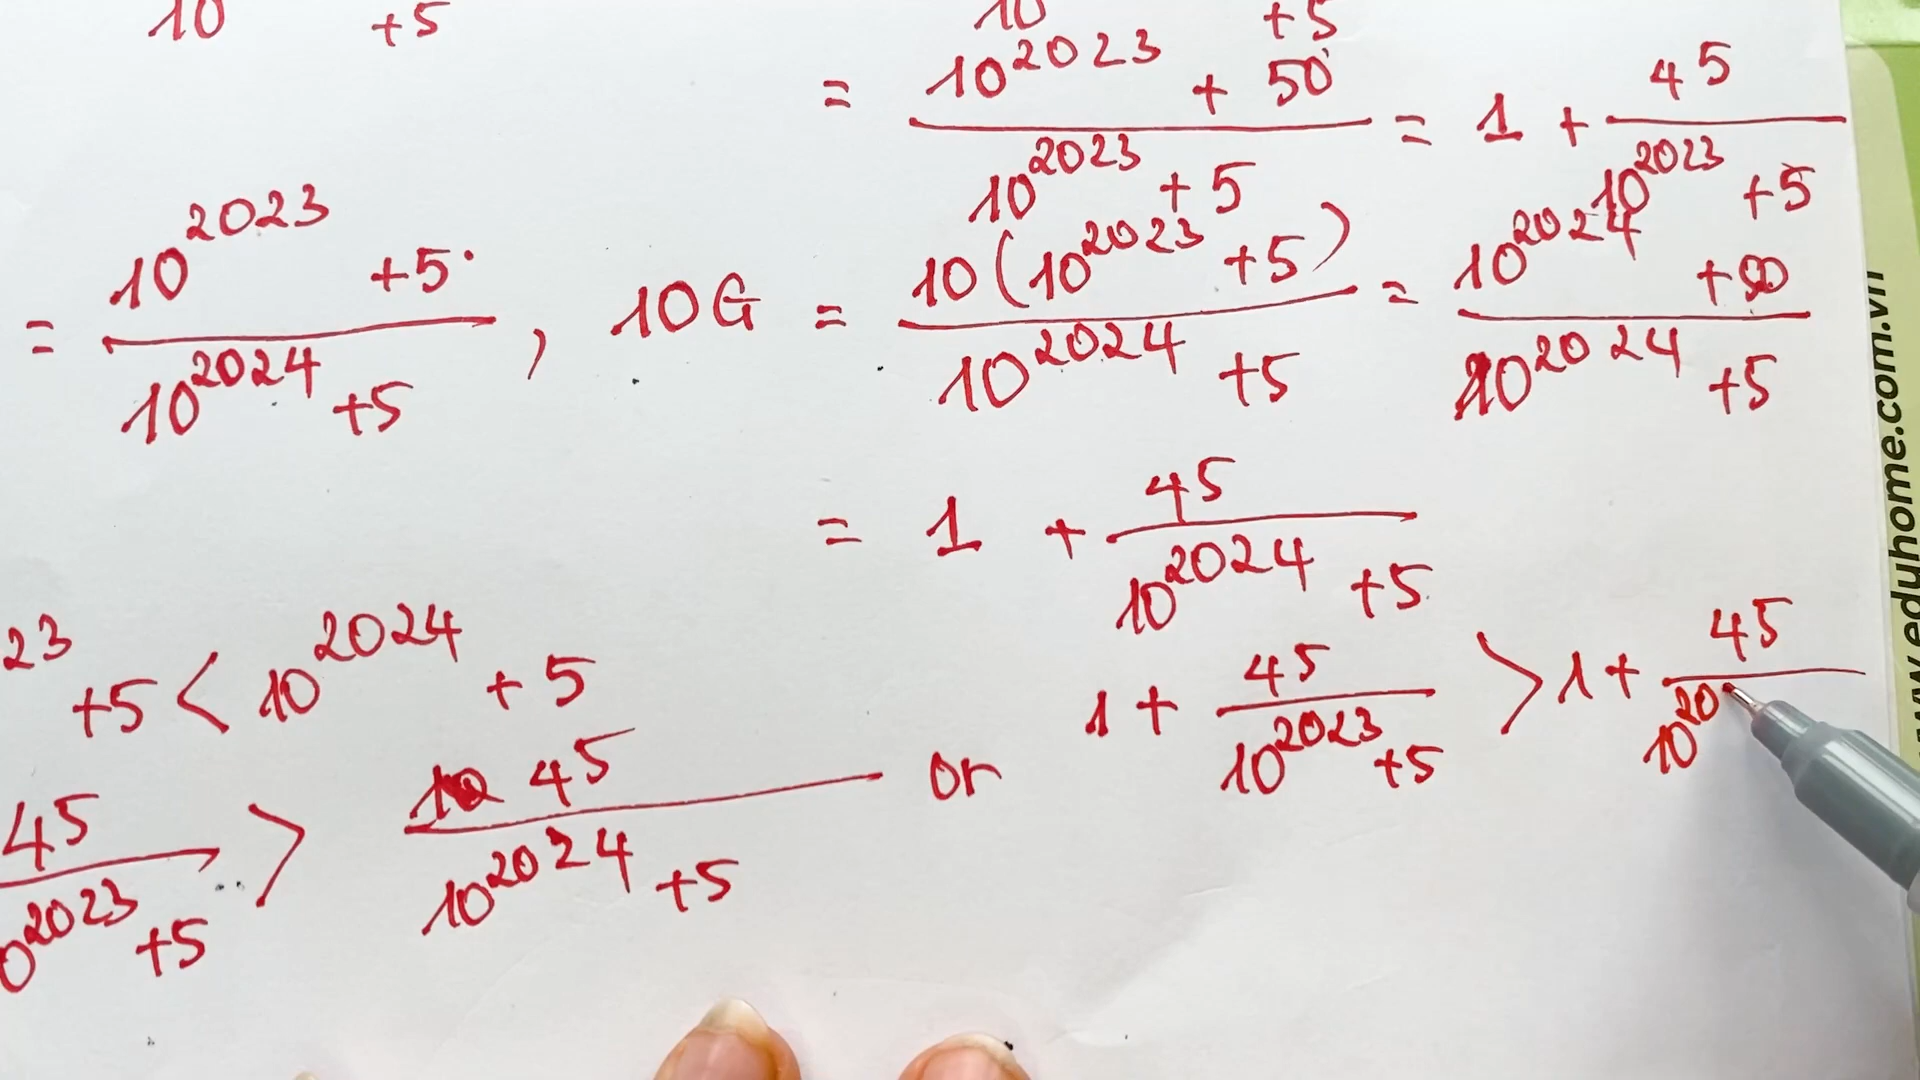 10 +5
10 +5
= 10^2023 + 50 / 10^2023 + 5 = 1 + 45 / 10^2023 + 5
= 10^2023 + 5 / 10^2024 + 5 , 10G = 10(10^2023 + 5) / 10^2024 + 5 = 10^2024 + 50 / 10^2024 + 5
= 1 + 45 / 10^2024 + 5
23 + 5 < 10^2024 + 5
45 / 0^2023 + 5 > 45 / 10^2024 + 5 or 1 + 45 / 10^2023 + 5 > 1 + 45 / 10^20
www.eduhome.com.vn